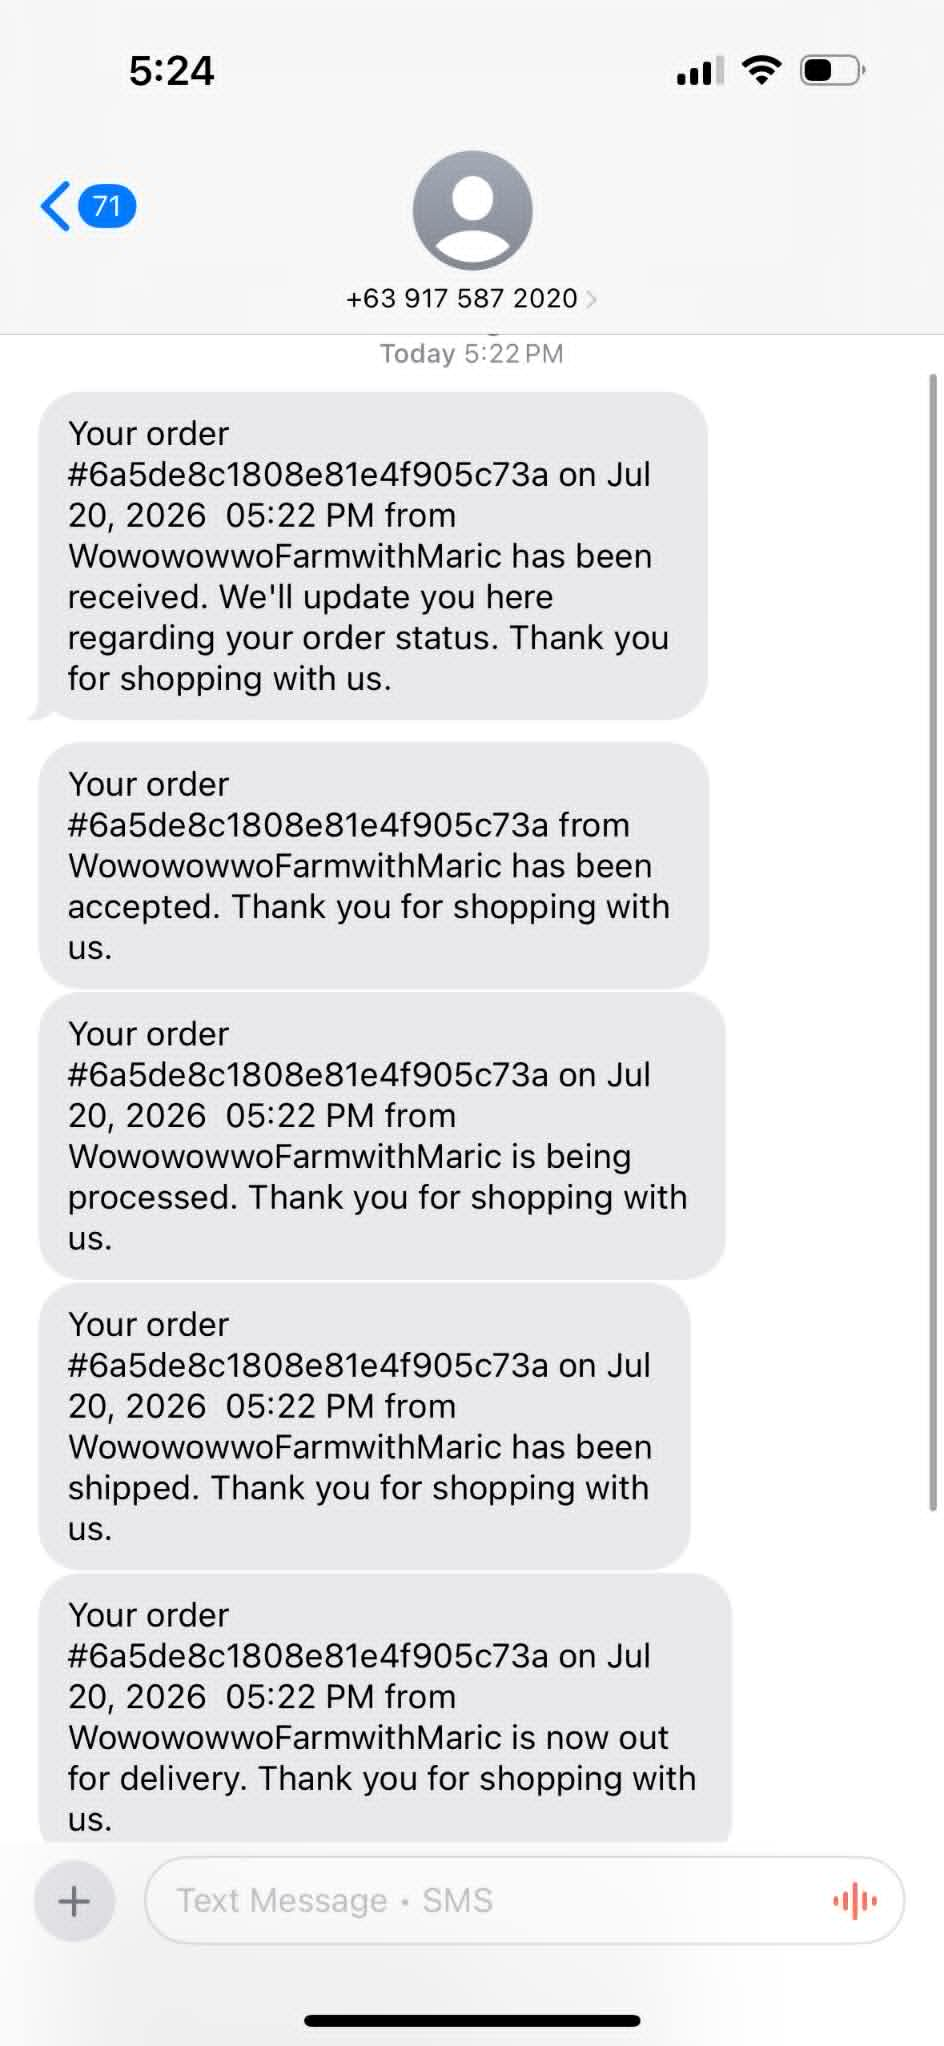 5:24
71
+63 917 587 2020
Today 5:22 PM
Your order
#6a5de8c1808e81e4f905c73a on Jul
20, 2026  05:22 PM from
WowowowwoFarmwithMaric has been
received. We'll update you here
regarding your order status. Thank you
for shopping with us.
Your order
#6a5de8c1808e81e4f905c73a from
WowowowwoFarmwithMaric has been
accepted. Thank you for shopping with
us.
Your order
#6a5de8c1808e81e4f905c73a on Jul
20, 2026  05:22 PM from
WowowowwoFarmwithMaric is being
processed. Thank you for shopping with
us.
Your order
#6a5de8c1808e81e4f905c73a on Jul
20, 2026  05:22 PM from
WowowowwoFarmwithMaric has been
shipped. Thank you for shopping with
us.
Your order
#6a5de8c1808e81e4f905c73a on Jul
20, 2026  05:22 PM from
WowowowwoFarmwithMaric is now out
for delivery. Thank you for shopping with
us.
Text Message • SMS